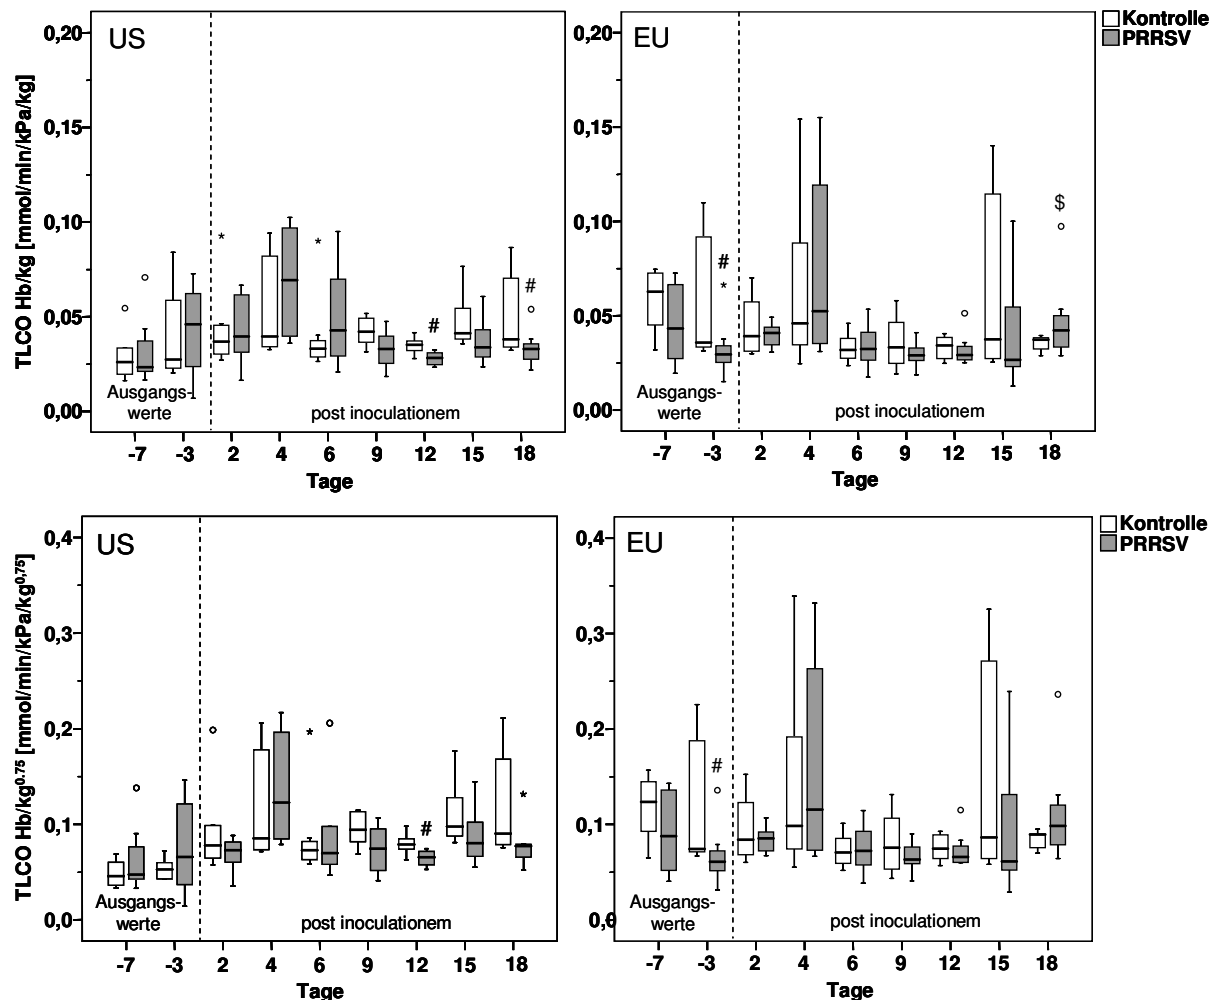 US
EU
Kontrolle
PRRSV
TLCO Hb/kg [mmol/min/kPa/kg]
0,20
0,15
0,10
0,05
0,00
* * # #
Ausgangs-
werte
post inoculationem
-7 -3 2 4 6 9 12 15 18
Tage
0,20
0,15
0,10
0,05
0,00
# * $
Ausgangs-
werte
post inoculationem
-7 -3 2 4 6 9 12 15 18
Tage
US
EU
Kontrolle
PRRSV
TLCO Hb/kg0.75 [mmol/min/kPa/kg0,75]
0,4
0,3
0,2
0,1
0,0
* # *
Ausgangs-
werte
post inoculationem
-7 -3 2 4 6 9 12 15 18
Tage
0,4
0,3
0,2
0,1
0,0
#
Ausgangs-
werte
post inoculationem
-7 -3 2 4 6 9 12 15 18
Tage